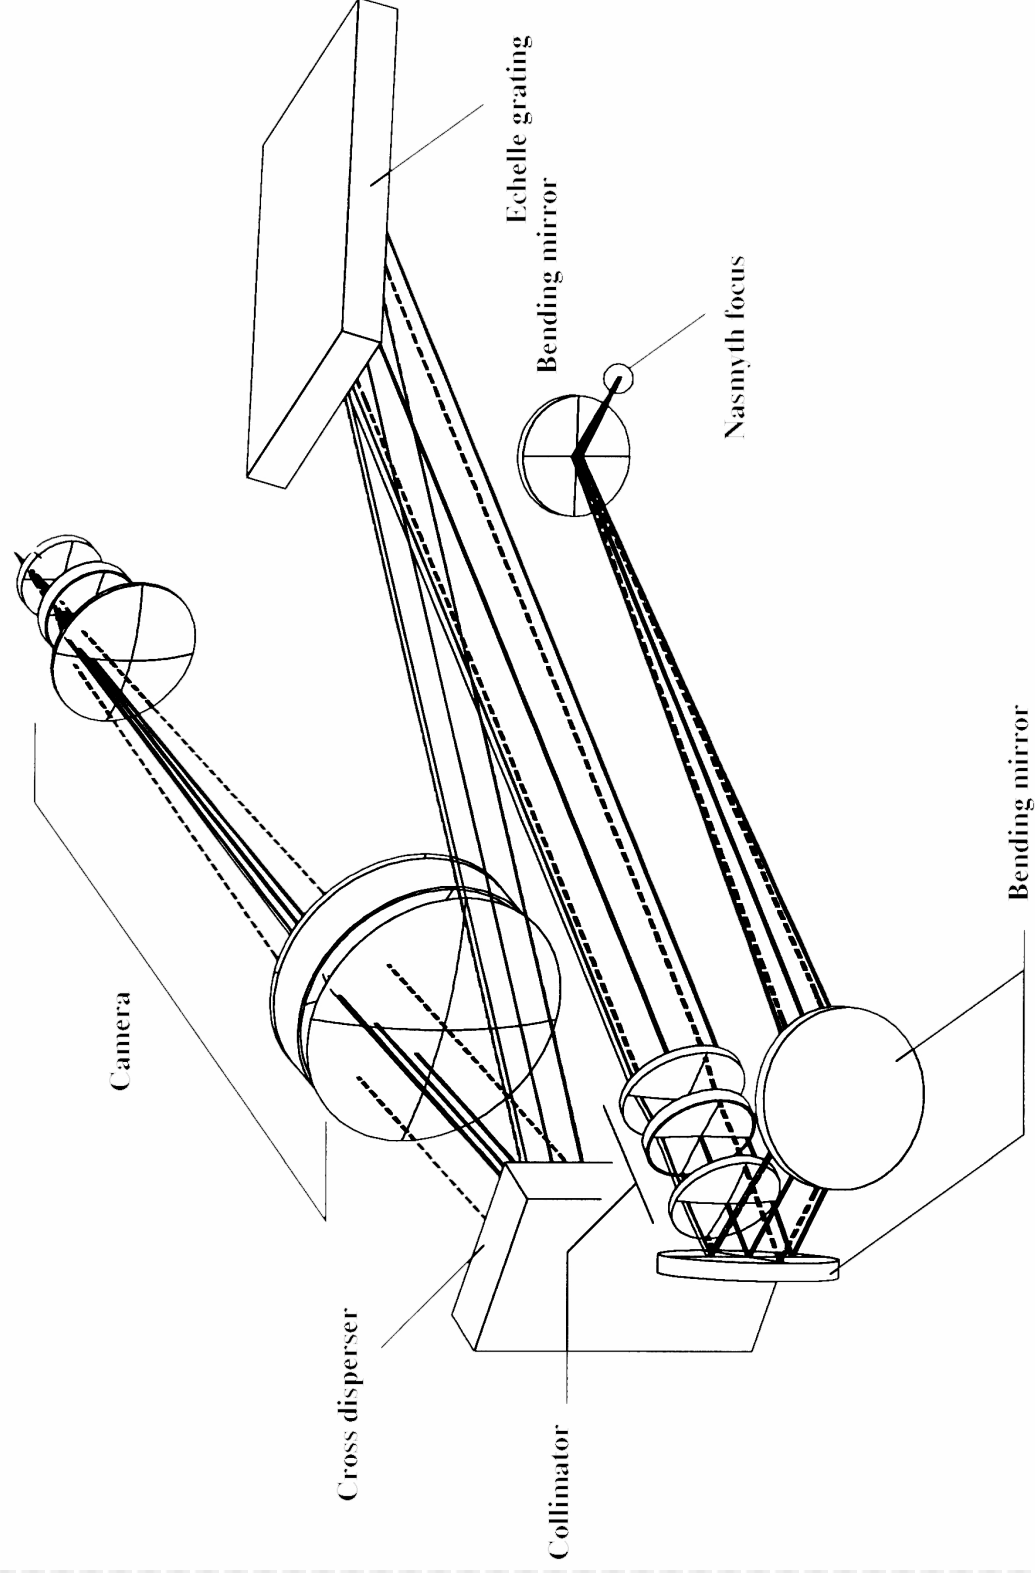 Camera
Cross disperser
Collimator
Echelle grating
Bending mirror
Nasmyth focus
Bending mirror